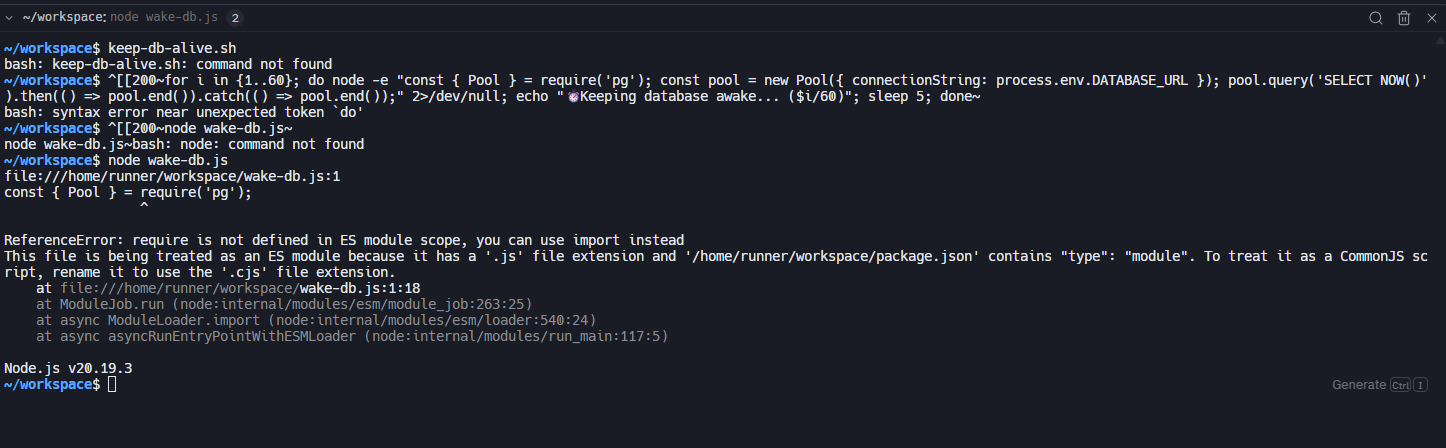 ~/workspace: node wake-db.js 2
~/workspace$ keep-db-alive.sh
bash: keep-db-alive.sh: command not found
~/workspace$ ^[[200~for i in {1..60}; do node -e "const { Pool } = require('pg'); const pool = new Pool({ connectionString: process.env.DATABASE_URL }); pool.query('SELECT NOW()'
).then(() => pool.end()).catch(() => pool.end());" 2>/dev/null; echo "⏰Keeping database awake... ($i/60)"; sleep 5; done~
bash: syntax error near unexpected token `do'
~/workspace$ ^[[200~node wake-db.js~
node wake-db.js~bash: node: command not found
~/workspace$ node wake-db.js
file:///home/runner/workspace/wake-db.js:1
const { Pool } = require('pg');
^
ReferenceError: require is not defined in ES module scope, you can use import instead
This file is being treated as an ES module because it has a '.js' file extension and '/home/runner/workspace/package.json' contains "type": "module". To treat it as a CommonJS sc
ript, rename it to use the '.cjs' file extension.
at file:///home/runner/workspace/wake-db.js:1:18
at ModuleJob.run (node:internal/modules/esm/module_job:263:25)
at async ModuleLoader.import (node:internal/modules/esm/loader:540:24)
at async asyncRunEntryPointWithESMLoader (node:internal/modules/run_main:117:5)
Node.js v20.19.3
~/workspace$
Generate Ctrl I